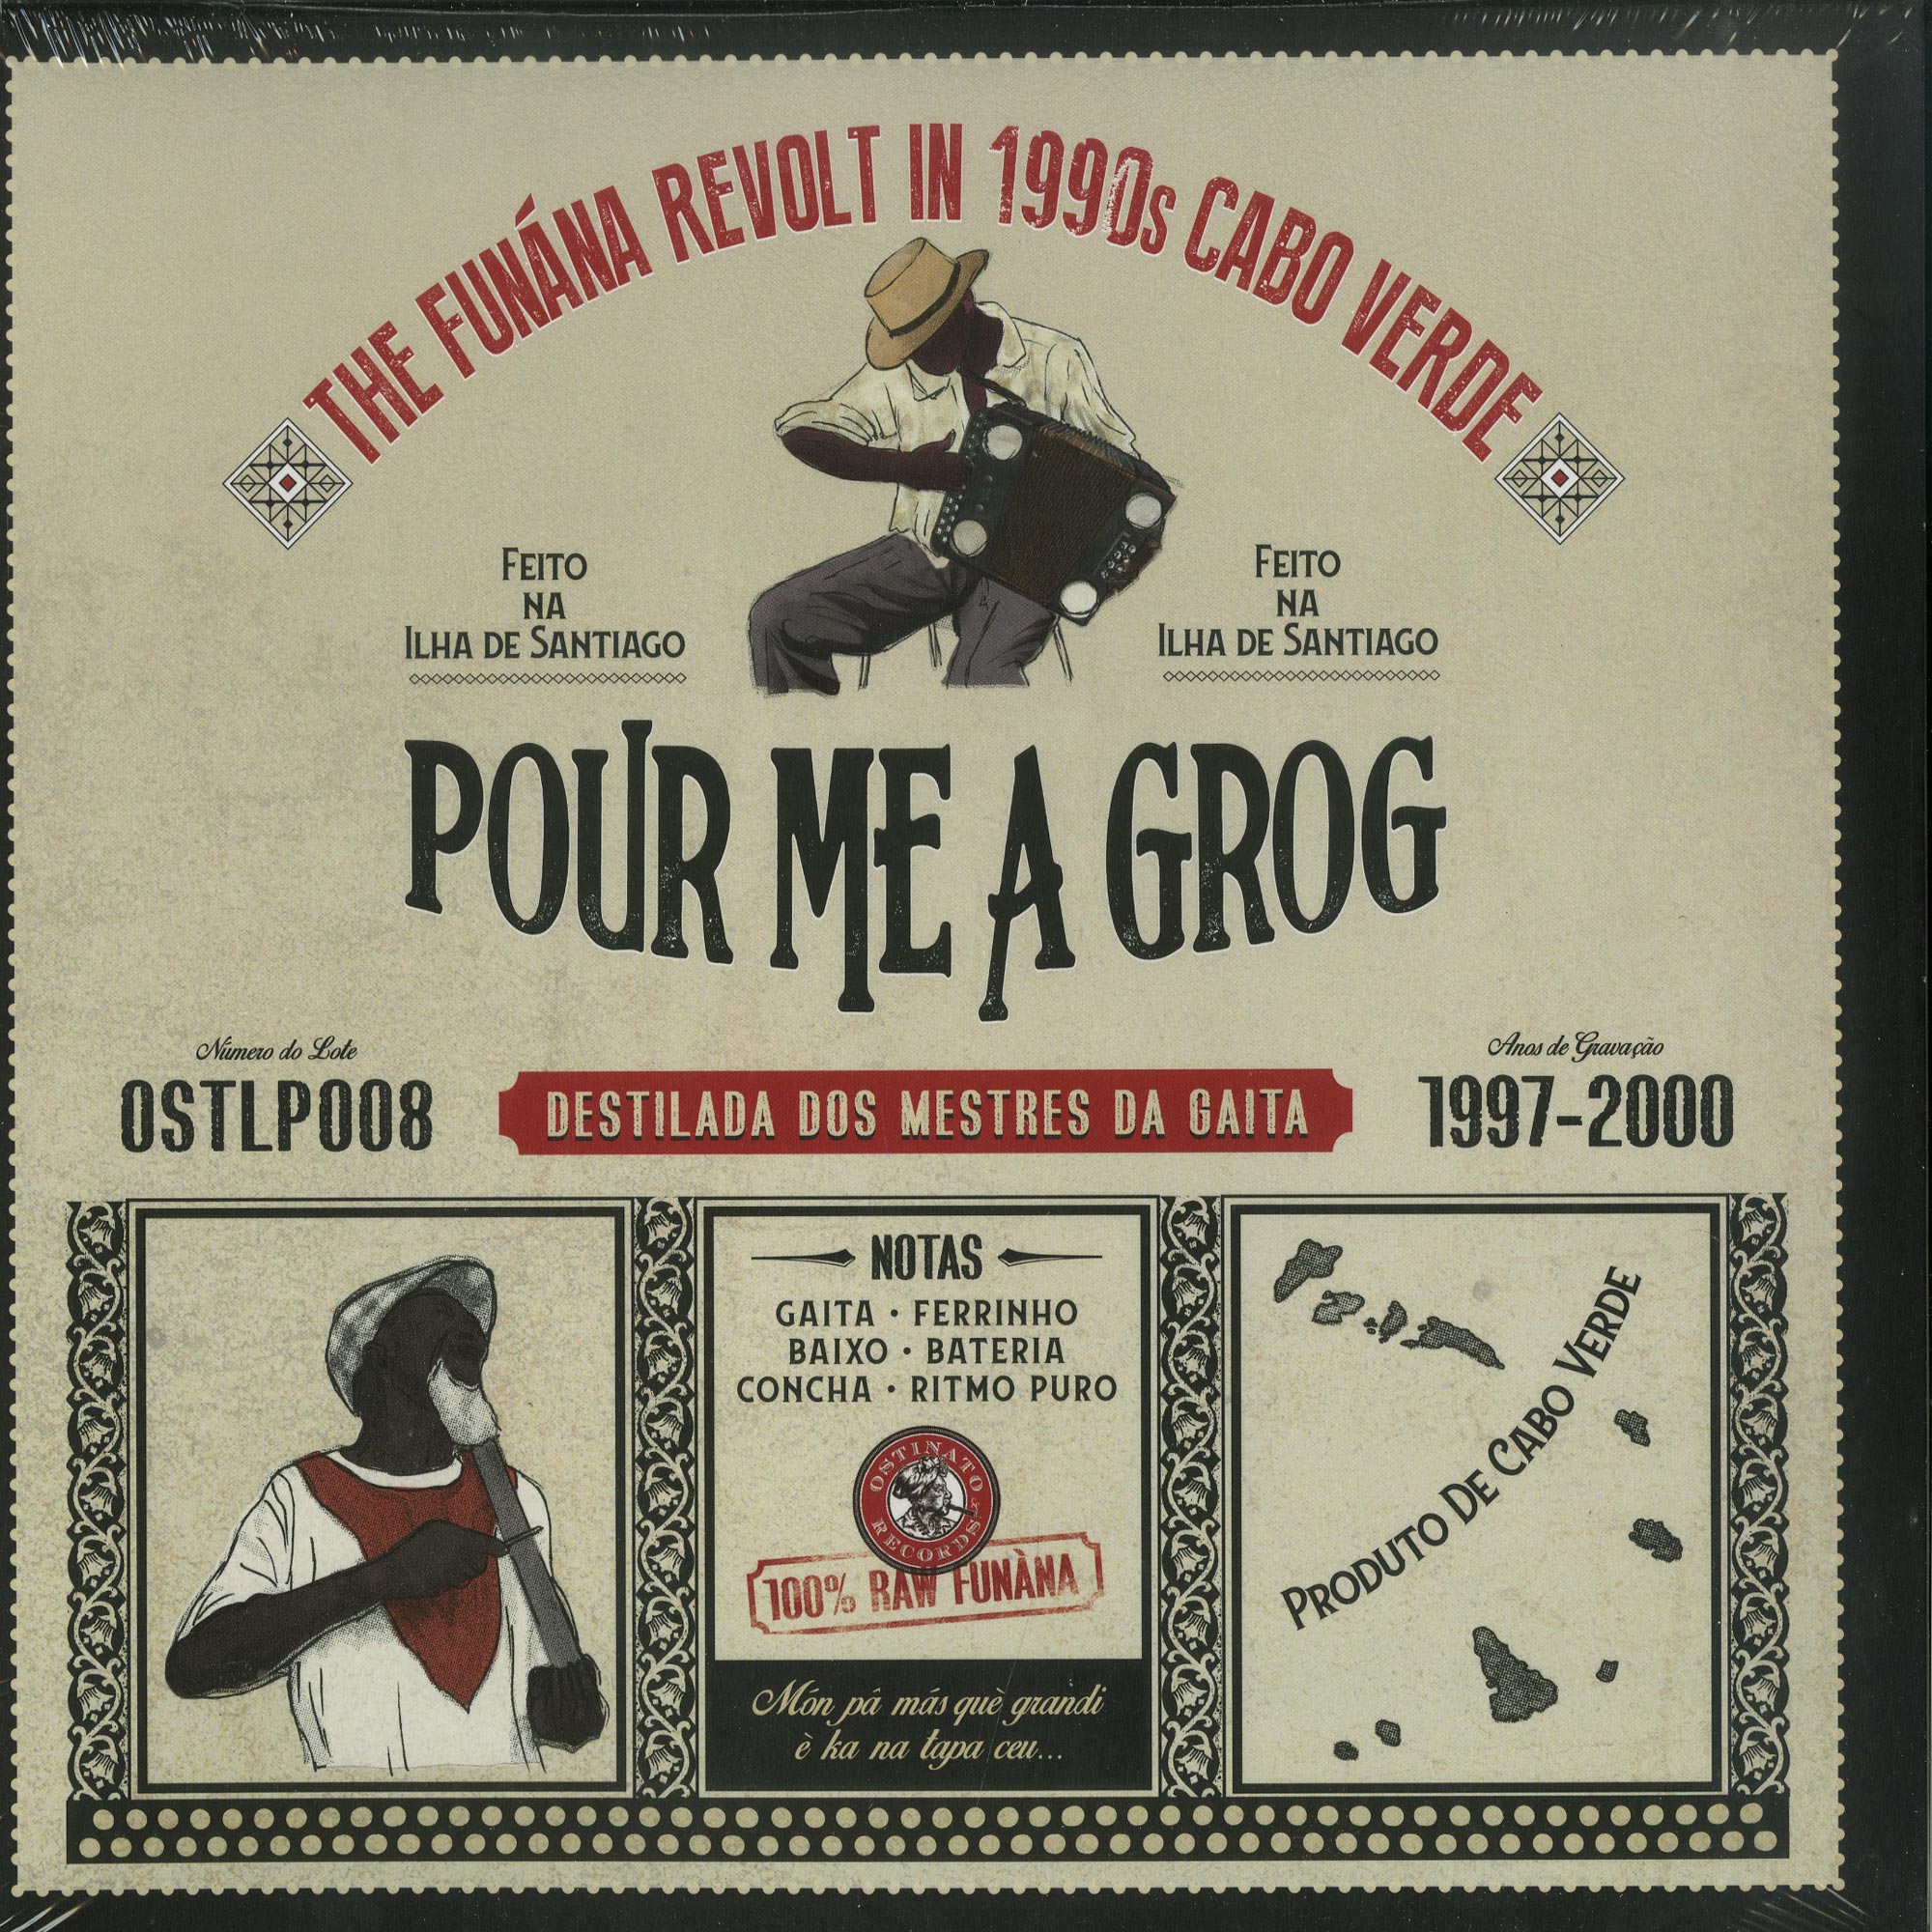 THE FUNÁNA REVOLT IN 1990s CABO VERDE
FEITO
NA
ILHA DE SANTIAGO
FEITO
NA
ILHA DE SANTIAGO
POUR ME A GROG
Número do Lote
OSTLP008
DESTILADA DOS MESTRES DA GAITA
Anos de Gravação
1997-2000
NOTAS
GAITA • FERRINHO
BAIXO • BATERIA
CONCHA • RITMO PURO
OSTINATO
RECORDS
100% RAW FUNÀNA
Món pâ más què grandi
è ka na tapa ceu...
PRODUTO DE CABO VERDE